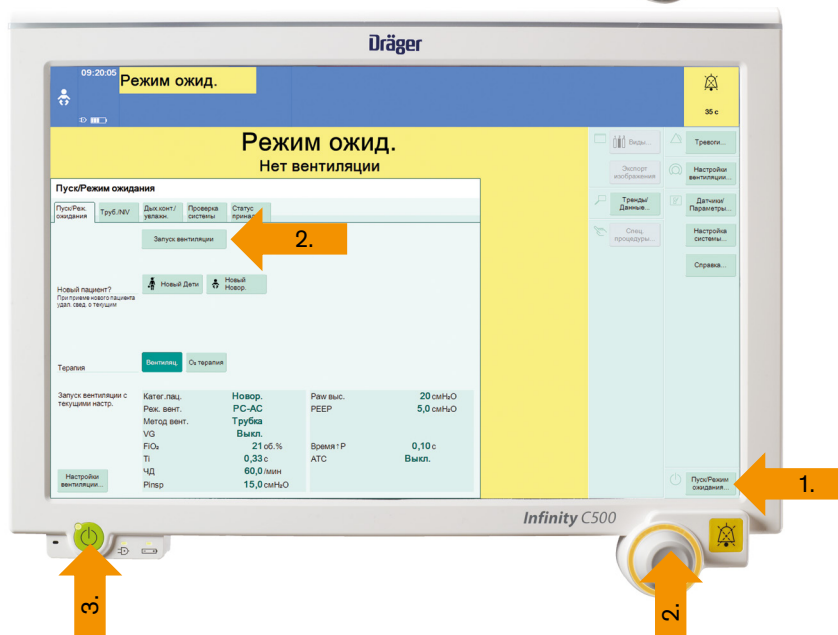 Dräger
09:20:05
Режим ожид.
35 с
Режим ожид.
Нет вентиляции
Пуск/Режим ожидания
Пуск/Реж.
ожидания
Труб./NIV
Дых.конт./
увлажн.
Проверка
системы
Статус
Запуск вентиляции
2.
Новый пациент?
При приеме нового пациента
удал. свед. о текущим
Новый Дети
Новый
Новор.
Терапия
Вентиляц.
O₂ терапия
Запуск вентиляции с
текущими настр.
Настройки
вентиляции...
Катег.пац. Новор.
Реж. вент. PC-AC
Метод вент. Трубка
VG Выкл.
FiO₂ 21 об.%
Ti 0,33 с
ЧД 60,0 /мин
Pinsp 15,0 смH₂O
Paw выс. 20 смH₂O
PEEP 5,0 смH₂O
Время↑P 0,10 с
ATC Выкл.
Виды...
Тревоги...
Экспорт
изображения
Настройки
вентиляции...
Тренды/
Данные...
Датчики/
Параметры...
Спец.
процедуры...
Настройка
системы...
Справка...
Пуск/Режим
ожидания...
1.
Infinity C500
3.
2.